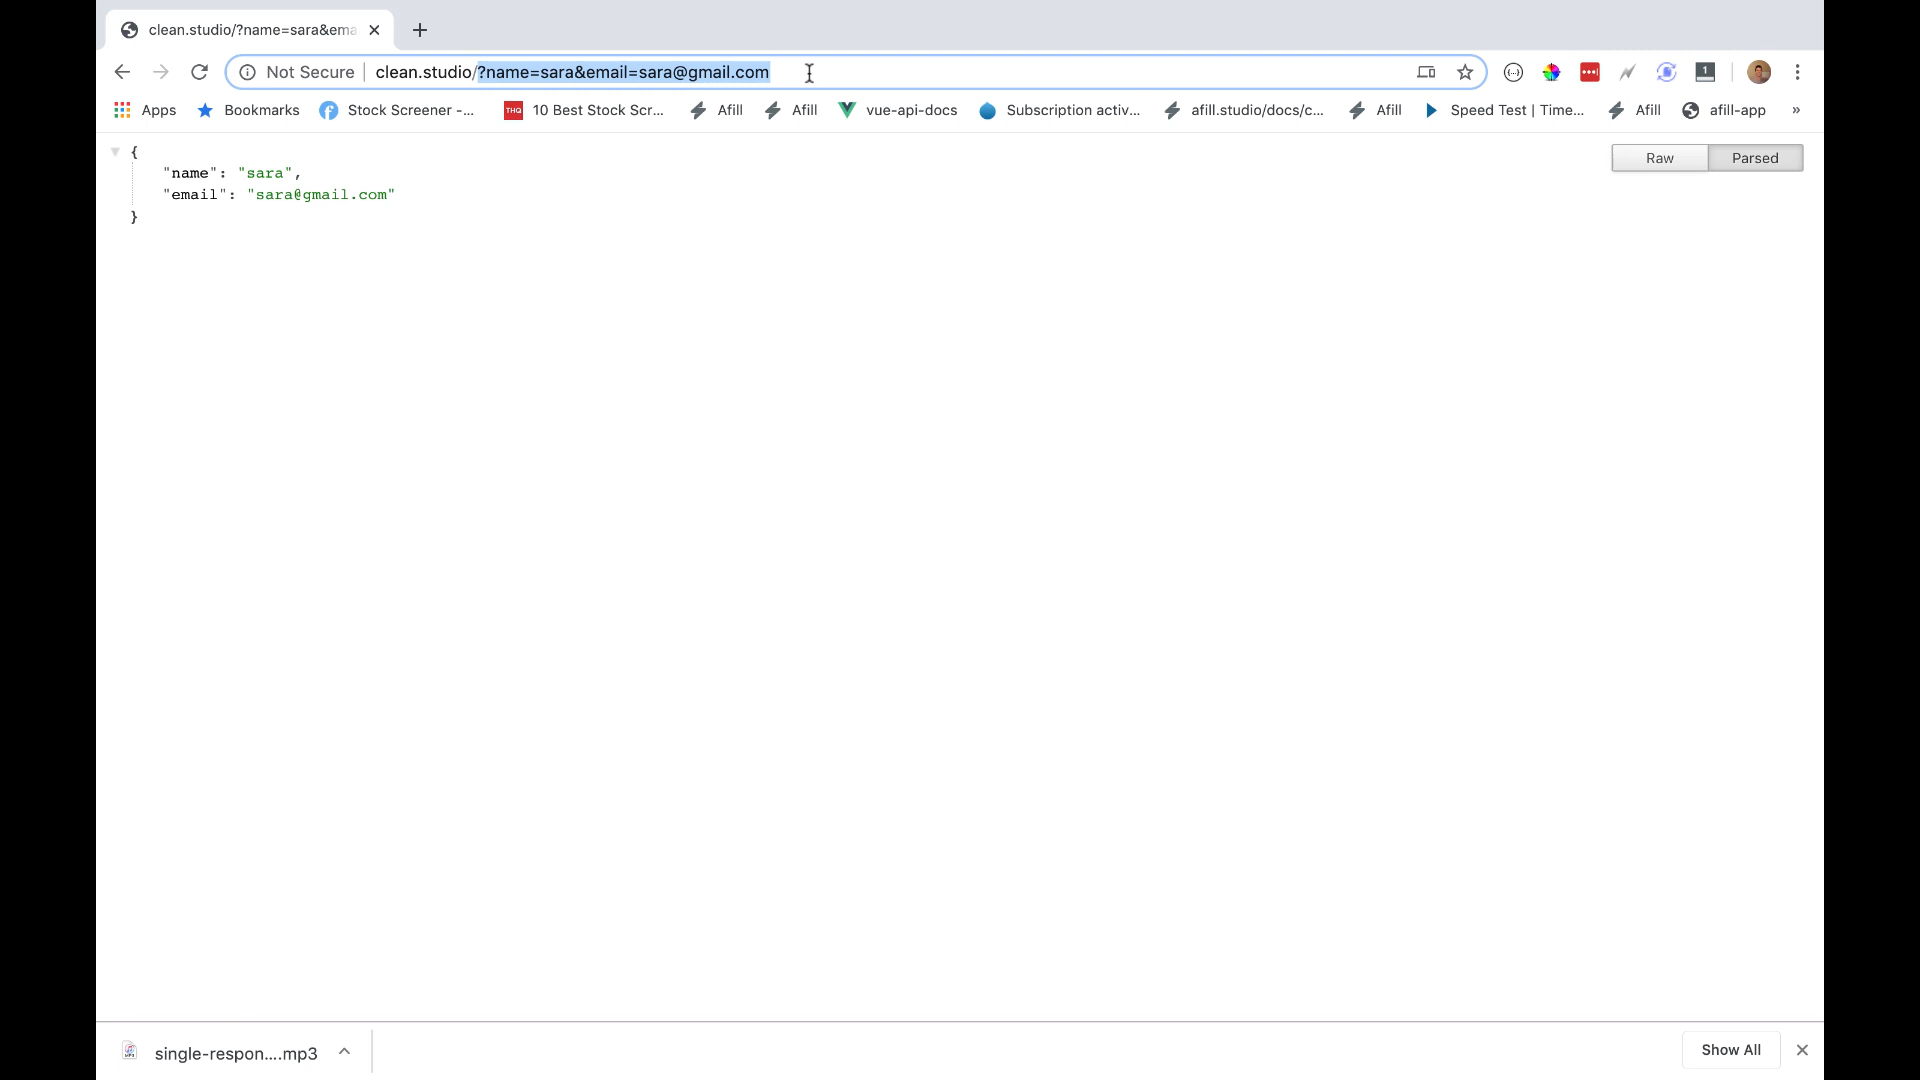 clean.studio/?name=sara&ema
Not Secure clean.studio/?name=sara&email=sara@gmail.com
1
Apps Bookmarks Stock Screener -... THQ 10 Best Stock Scr... Afill Afill vue-api-docs Subscription activ... afill.studio/docs/c... Afill Speed Test | Time... Afill afill-app »
{
"name": "sara",
"email": "sara@gmail.com"
}
Raw Parsed
single-respon....mp3 Show All